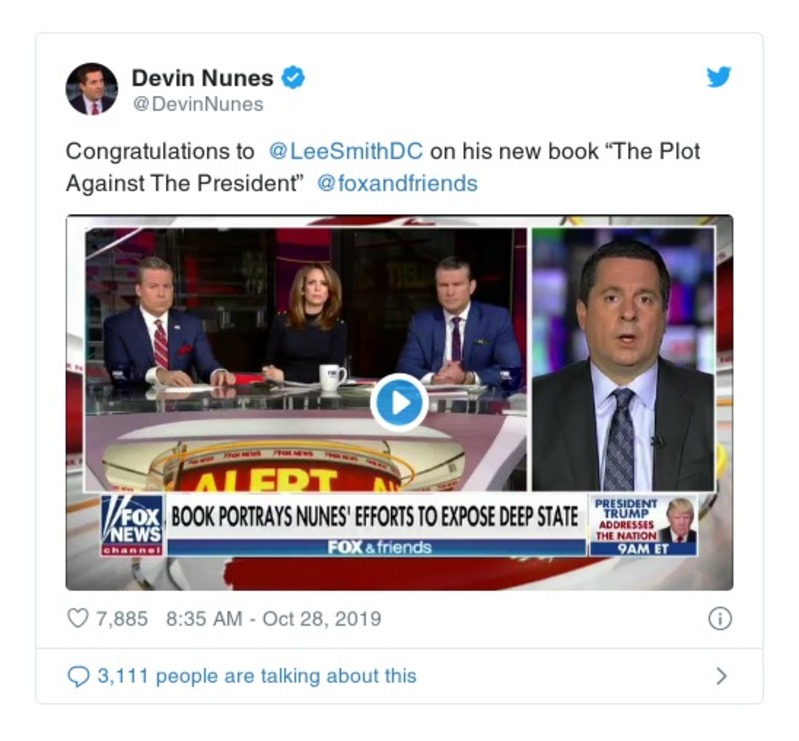 Devin Nunes
@DevinNunes
Congratulations to @LeeSmithDC on his new book “The Plot
Against The President” @foxandfriends
ALERT
FOX
NEWS
channel
BOOK PORTRAYS NUNES' EFFORTS TO EXPOSE DEEP STATE
FOX & friends
PRESIDENT
TRUMP
ADDRESSES
THE NATION
9AM ET
7,885 8:35 AM - Oct 28, 2019
3,111 people are talking about this